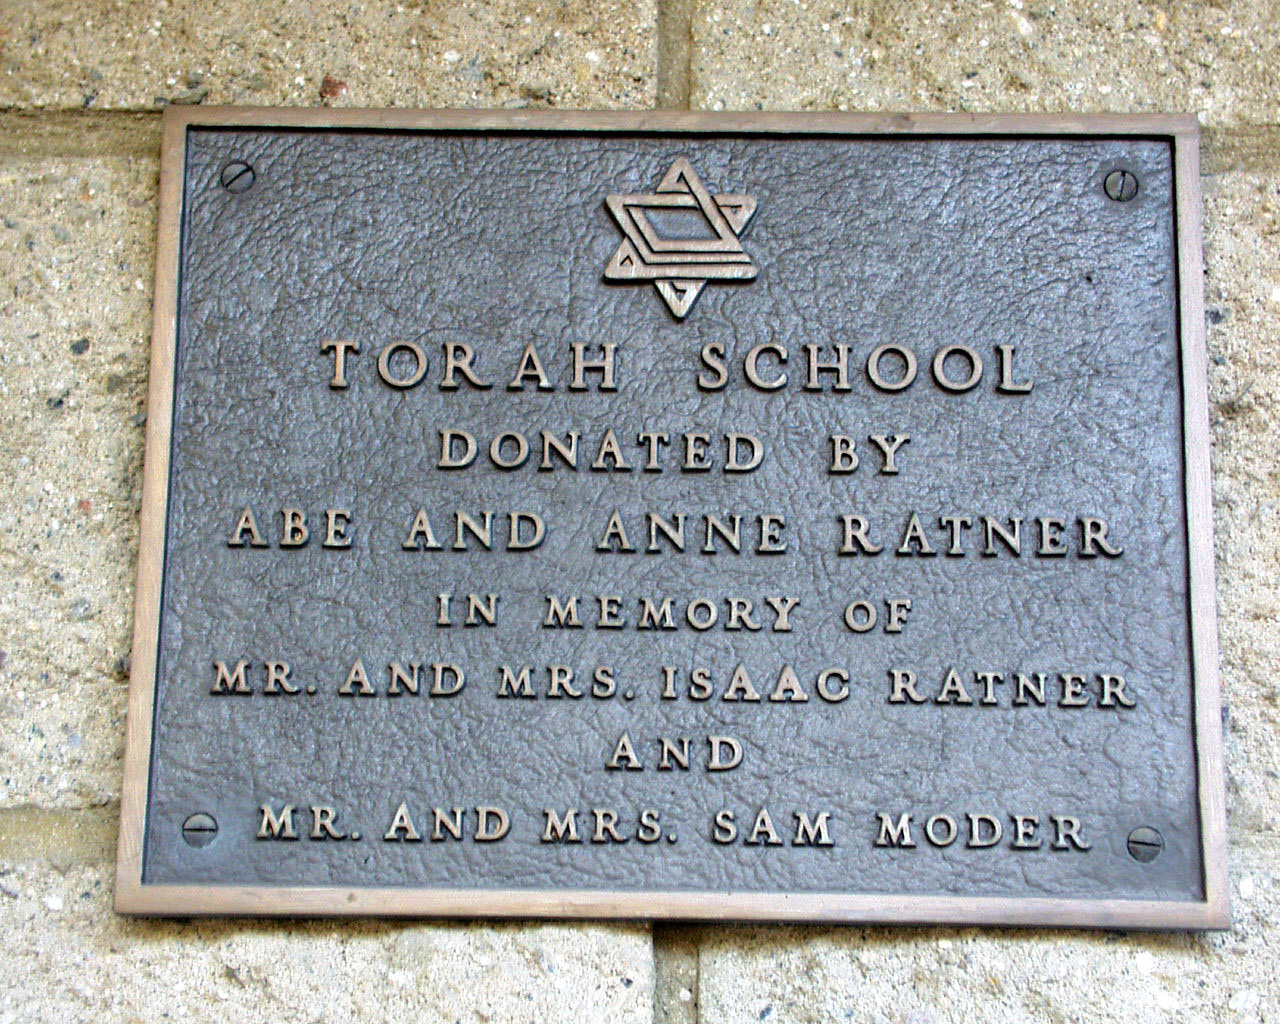 TORAH SCHOOL
DONATED BY
ABE AND ANNE RATNER
IN MEMORY OF
MR. AND MRS. ISAAC RATNER
AND
MR. AND MRS. SAM MODER